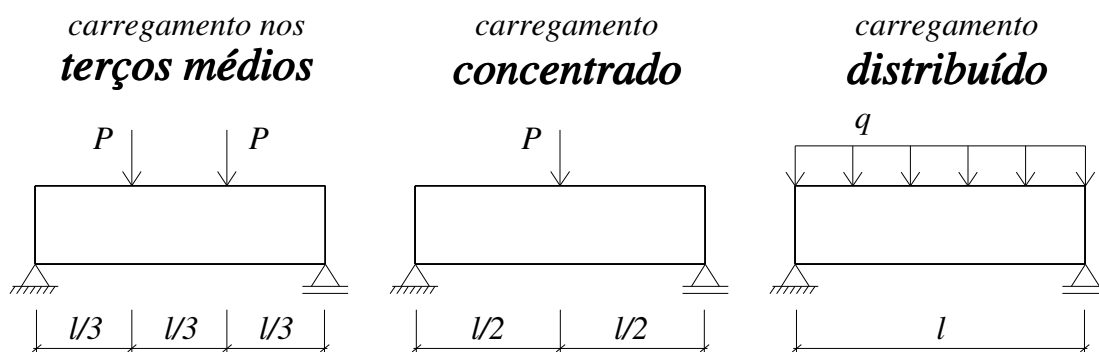 carregamento nos
terços médios
P P
l/3 l/3 l/3
carregamento
concentrado
P
l/2 l/2
carregamento
distribuído
q
l